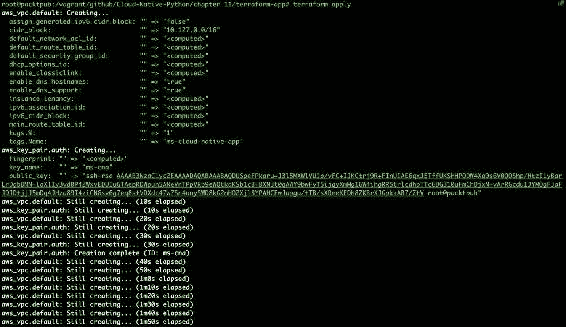 root@packtpub:/vagrant/github/Cloud-Native-Python/chapter 11/terraform-app# terraform apply
aws_vpc.default: Creating...
assign_generated_ipv6_cidr_block: "" => "false"
cidr_block: "" => "10.127.0.0/16"
default_network_acl_id: "" => "<computed>"
default_route_table_id: "" => "<computed>"
default_security_group_id: "" => "<computed>"
dhcp_options_id: "" => "<computed>"
enable_classiclink: "" => "<computed>"
enable_dns_hostnames: "" => "true"
enable_dns_support: "" => "true"
instance_tenancy: "" => "<computed>"
ipv6_association_id: "" => "<computed>"
ipv6_cidr_block: "" => "<computed>"
main_route_table_id: "" => "<computed>"
tags.%: "" => "1"
tags.Name: "" => "ms-cloud-native-app"
aws_key_pair.auth: Creating...
fingerprint: "" => "<computed>"
key_name: "" => "ms-cna"
public_key: "" => "ssh-rsa
aws_vpc.default: Still creating... (10s elapsed)
aws_key_pair.auth: Still creating... (10s elapsed)
aws_vpc.default: Still creating... (20s elapsed)
aws_key_pair.auth: Still creating... (20s elapsed)
aws_vpc.default: Still creating... (30s elapsed)
aws_key_pair.auth: Still creating... (30s elapsed)
aws_key_pair.auth: Creation complete (ID: ms-cna)
aws_vpc.default: Still creating... (40s elapsed)
aws_vpc.default: Still creating... (50s elapsed)
aws_vpc.default: Still creating... (1m0s elapsed)
aws_vpc.default: Still creating... (1m10s elapsed)
aws_vpc.default: Still creating... (1m20s elapsed)
aws_vpc.default: Still creating... (1m30s elapsed)
aws_vpc.default: Still creating... (1m40s elapsed)
aws_vpc.default: Still creating... (1m50s elapsed)